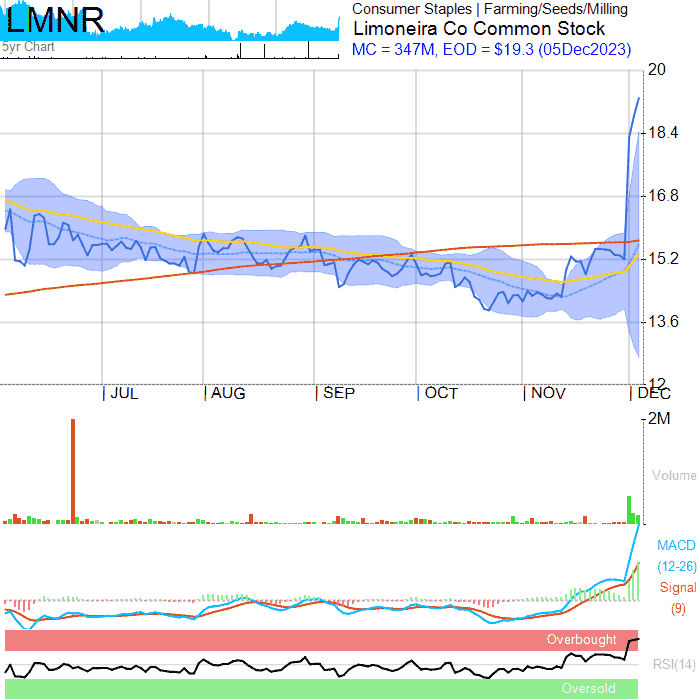 LMNR
5yr Chart
Consumer Staples | Farming/Seeds/Milling
Limoneira Co Common Stock
MC = 347M, EOD = $19.3 (05Dec2023)
20
18.4
16.8
15.2
13.6
12
JUL
AUG
SEP
OCT
NOV
DEC
2M
Volume
MACD
(12-26)
Signal
(9)
Overbought
RSI(14)
Oversold